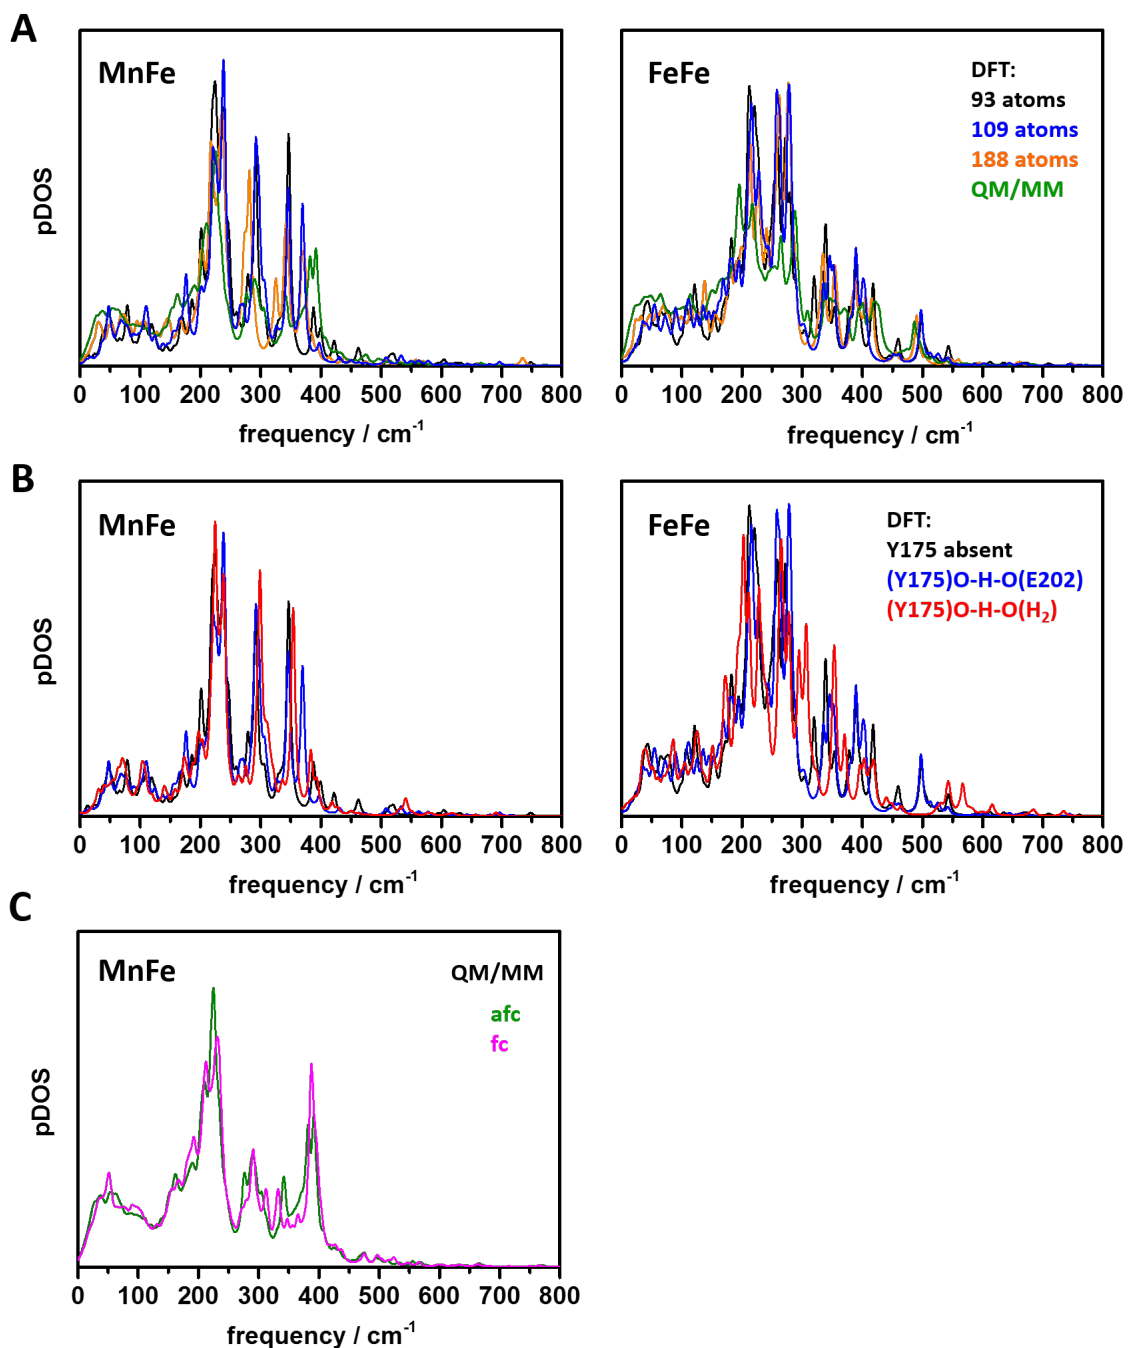 A
MnFe
pDOS
0 100 200 300 400 500 600 700 800
frequency / cm⁻¹
FeFe
DFT:
93 atoms
109 atoms
188 atoms
QM/MM
0 100 200 300 400 500 600 700 800
frequency / cm⁻¹
B
MnFe
pDOS
0 100 200 300 400 500 600 700 800
frequency / cm⁻¹
FeFe
DFT:
Y175 absent
(Y175)O-H-O(E202)
(Y175)O-H-O(H₂)
0 100 200 300 400 500 600 700 800
frequency / cm⁻¹
C
MnFe
QM/MM
afc
fc
pDOS
0 100 200 300 400 500 600 700 800
frequency / cm⁻¹